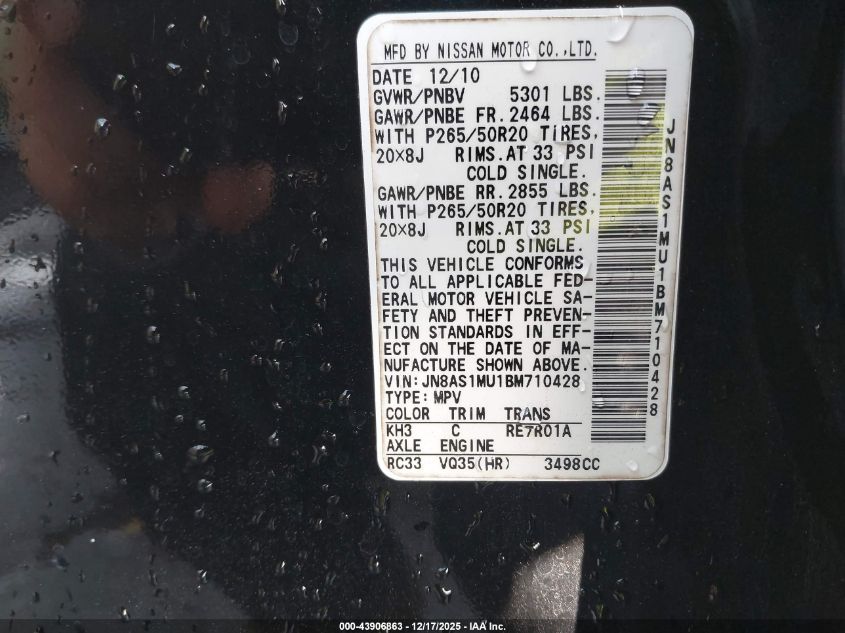 MFD BY NISSAN MOTOR CO.,LTD.
DATE 12/10
GVWR/PNBV 5301 LBS.
GAWR/PNBE FR. 2464 LBS.
WITH P265/50R20 TIRES,
20×8J RIMS. AT 33 PSI
COLD SINGLE.
GAWR/PNBE RR. 2855 LBS.
WITH P265/50R20 TIRES,
20×8J RIMS. AT 33 PSI
COLD SINGLE.
THIS VEHICLE CONFORMS
TO ALL APPLICABLE FED-
ERAL MOTOR VEHICLE SA-
FETY AND THEFT PREVEN-
TION STANDARDS IN EFF-
ECT ON THE DATE OF MA-
NUFACTURE SHOWN ABOVE.
VIN:JN8AS1MU1BM710428
TYPE:MPV
COLOR TRIM TRANS
KH3 C RE7R01A
AXLE ENGINE
RC33 VQ35(HR) 3498CC
JN8AS1MU1BM710428
000-43906863 - 12/17/2025 - IAA Inc.